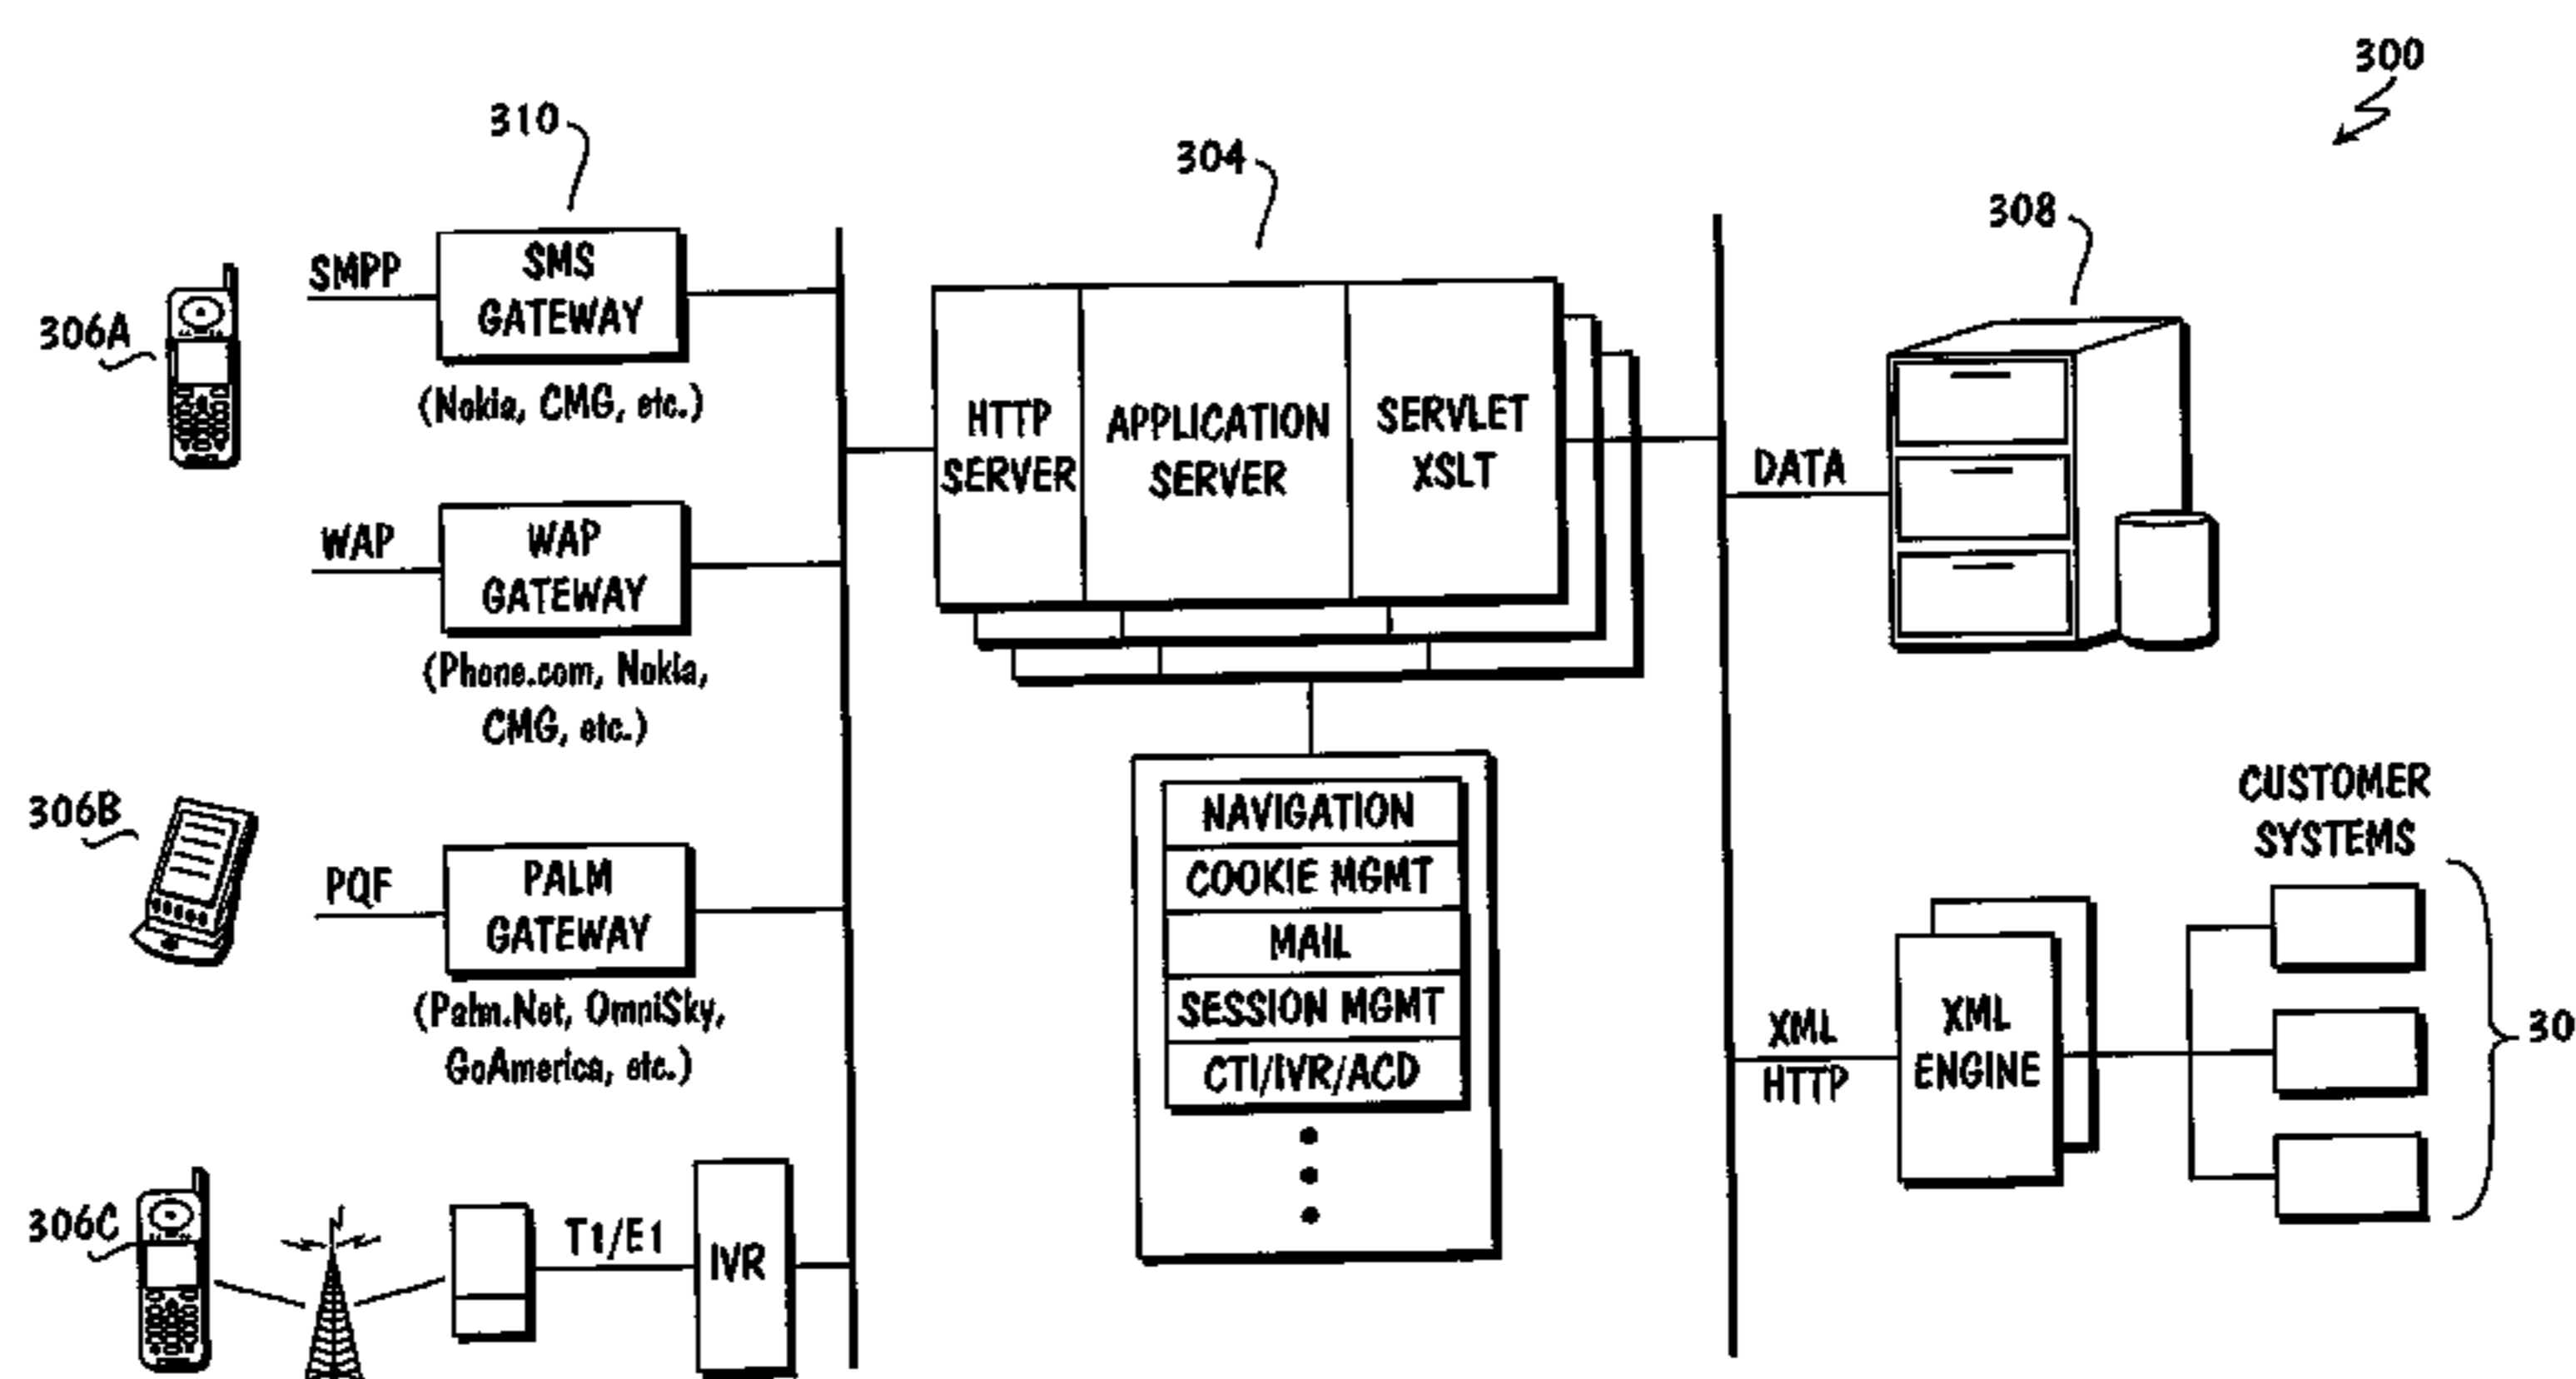 300
310
304
308
SMPP
SMS
GATEWAY
306A
(Nokia, CMG, etc.)
HTTP
SERVER
APPLICATION
SERVER
SERVLET
XSLT
DATA
WAP
WAP
GATEWAY
(Phone.com, Nokia,
CMG, etc.)
NAVIGATION
COOKIE MGMT
MAIL
SESSION MGMT
CTI/IVR/ACD
CUSTOMER
SYSTEMS
306B
PQF
PALM
GATEWAY
(Palm.Net, OmniSky,
GoAmerica, etc.)
XML
HTTP
XML
ENGINE
30
306C
T1/E1
IVR